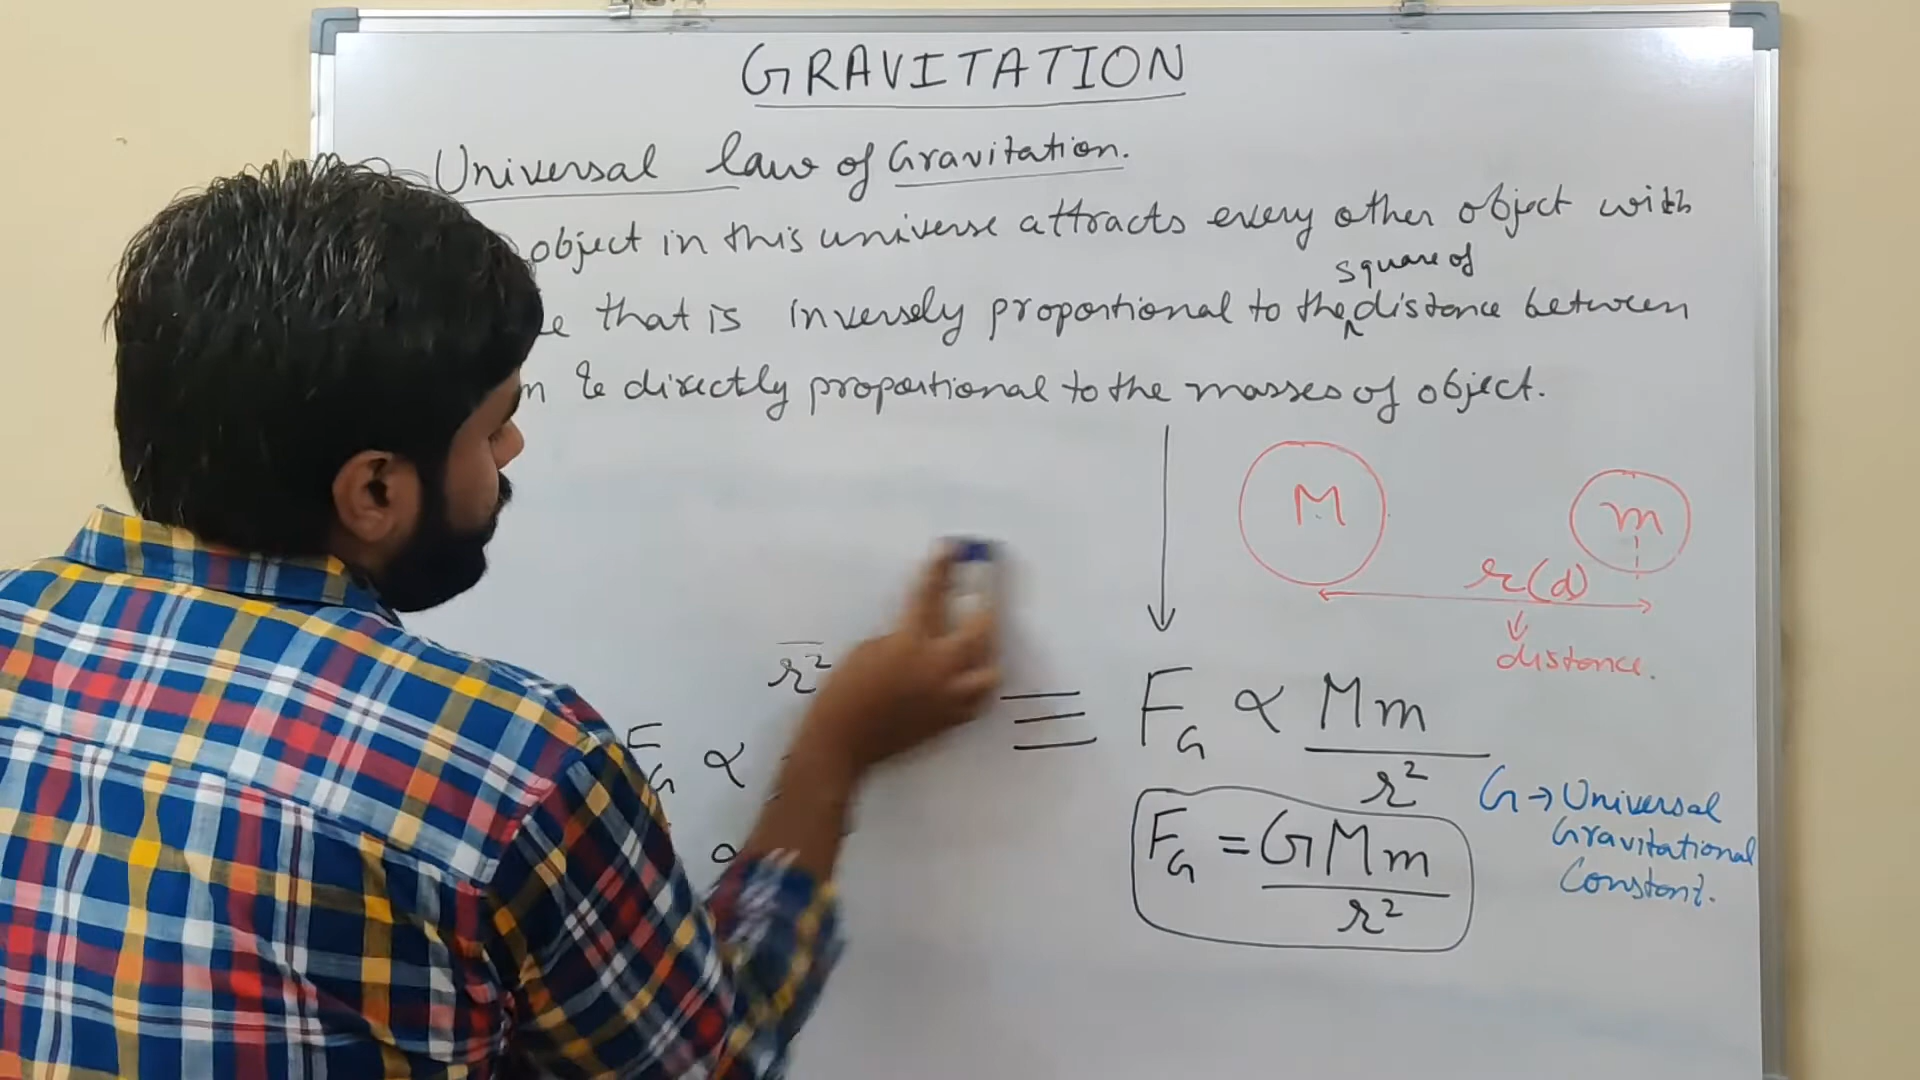 GRAVITATION
Universal law of Gravitation.
object in this universe attracts every other object with
square of
that is inversely proportional to the ^ distance between
& directly proportional to the masses of object.
M
m
r(d)
distance.
r²
≡ F_G ∝ Mm
r²
F_G ∝
∝
G → Universal
Gravitational
Constant.
F_G = GMm
r²